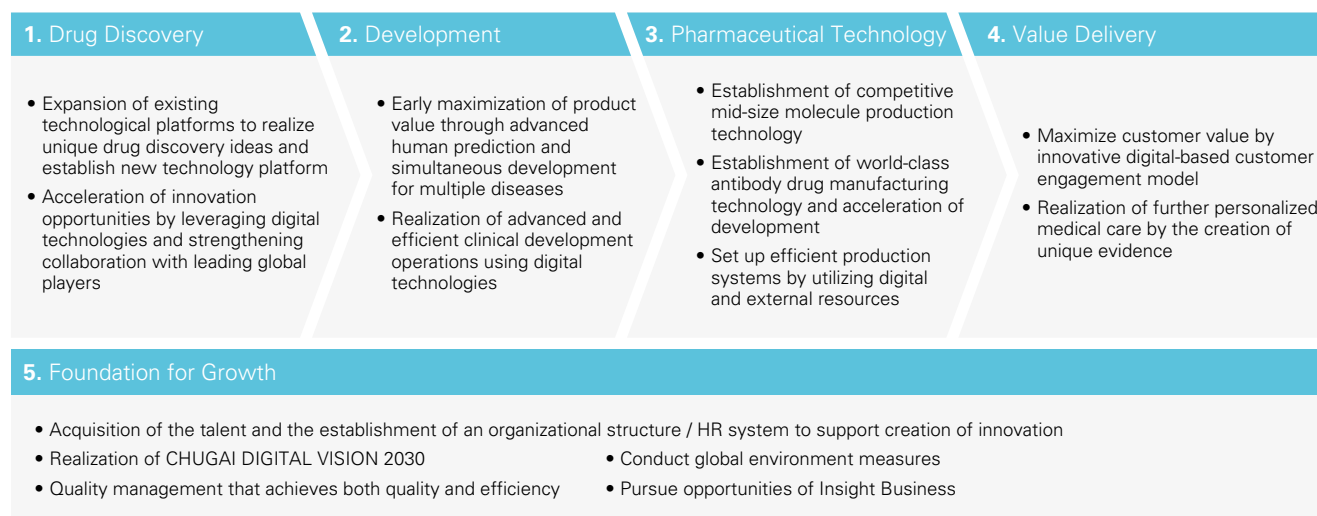 1. Drug Discovery
• Expansion of existing
technological platforms to realize
unique drug discovery ideas and
establish new technology platform
• Acceleration of innovation
opportunities by leveraging digital
technologies and strengthening
collaboration with leading global
players
2. Development
• Early maximization of product
value through advanced
human prediction and
simultaneous development
for multiple diseases
• Realization of advanced and
efficient clinical development
operations using digital
technologies
3. Pharmaceutical Technology
• Establishment of competitive
mid-size molecule production
technology
• Establishment of world-class
antibody drug manufacturing
technology and acceleration of
development
• Set up efficient production
systems by utilizing digital
and external resources
4. Value Delivery
• Maximize customer value by
innovative digital-based customer
engagement model
• Realization of further personalized
medical care by the creation of
unique evidence
5. Foundation for Growth
• Acquisition of the talent and the establishment of an organizational structure / HR system to support creation of innovation
• Realization of CHUGAI DIGITAL VISION 2030
• Quality management that achieves both quality and efficiency
• Conduct global environment measures
• Pursue opportunities of Insight Business